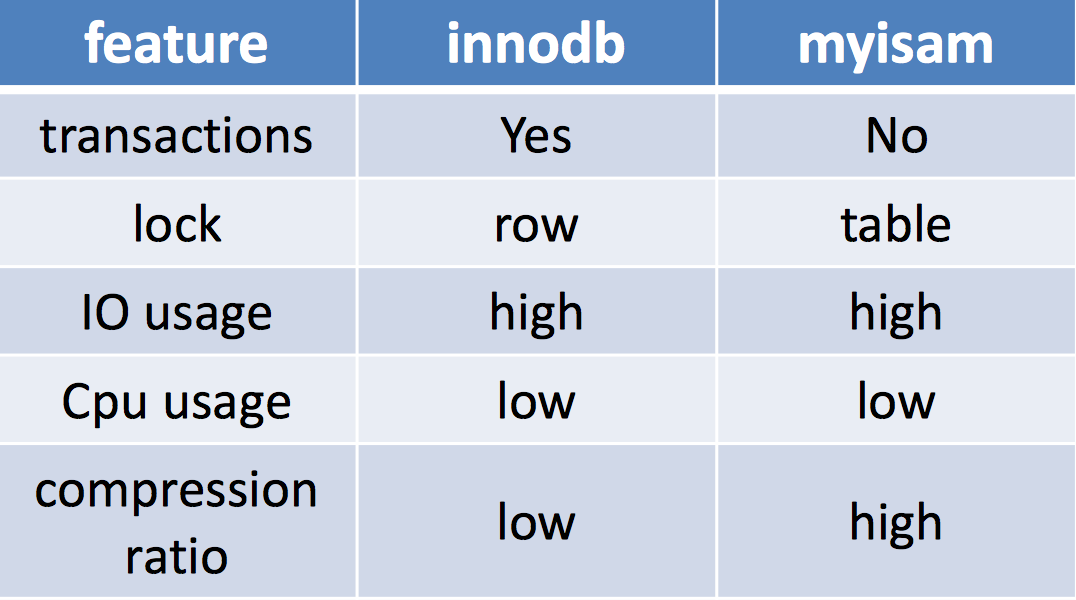 feature innodb myisam
transactions Yes No
lock row table
IO usage high high
Cpu usage low low
compression
ratio low high